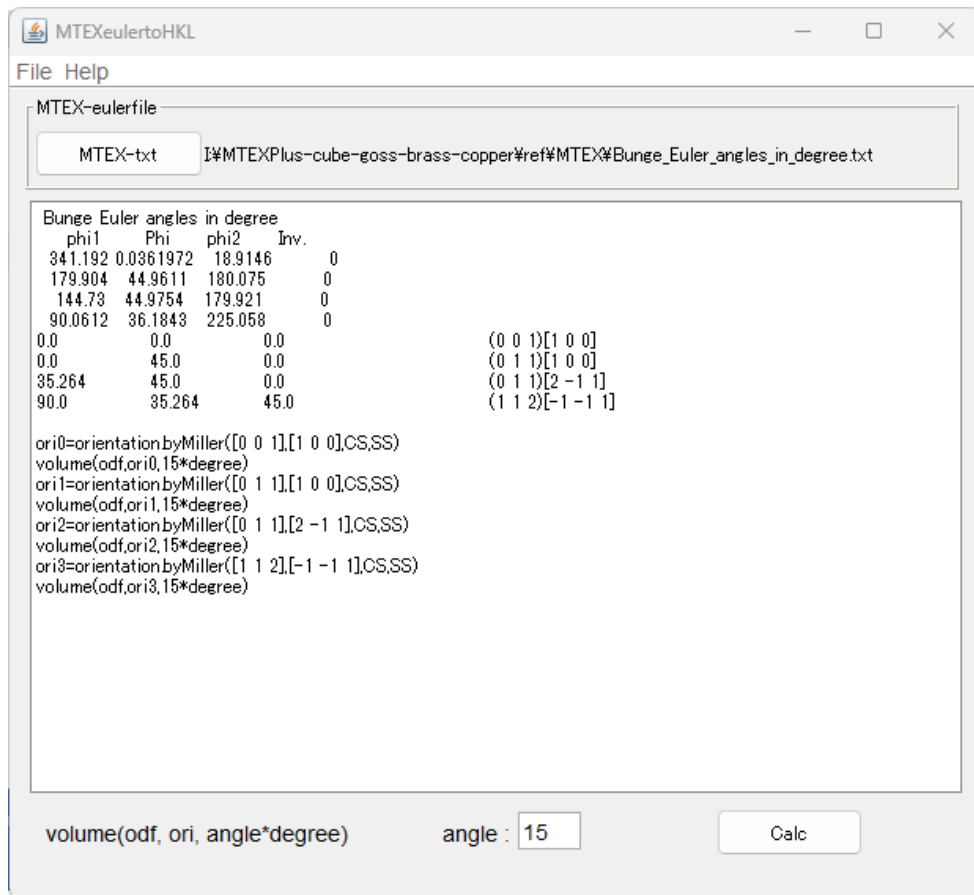 MTEXeulertoHKL
File Help
MTEX-eulerfile
MTEX-txt I¥MTEXPlus-cube-goss-brass-copper¥ref¥MTEX¥Bunge_Euler_angles_in_degree.txt
Bunge Euler angles in degree
phi1 Phi phi2 Inv.
341.192 0.0361972 18.9146 0
179.904 44.9611 180.075 0
144.73 44.9754 179.921 0
90.0612 36.1843 225.058 0
0.0 0.0 0.0 (0 0 1)[1 0 0]
0.0 45.0 0.0 (0 1 1)[1 0 0]
35.264 45.0 0.0 (0 1 1)[2 -1 1]
90.0 35.264 45.0 (1 1 2)[-1 -1 1]
ori0=orientation.byMiller([0 0 1],[1 0 0],CS,SS)
volume(odf,ori0,15*degree)
ori1=orientation.byMiller([0 1 1],[1 0 0],CS,SS)
volume(odf,ori1,15*degree)
ori2=orientation.byMiller([0 1 1],[2 -1 1],CS,SS)
volume(odf,ori2,15*degree)
ori3=orientation.byMiller([1 1 2],[-1 -1 1],CS,SS)
volume(odf,ori3,15*degree)
volume(odf, ori, angle*degree) angle : 15 Calc